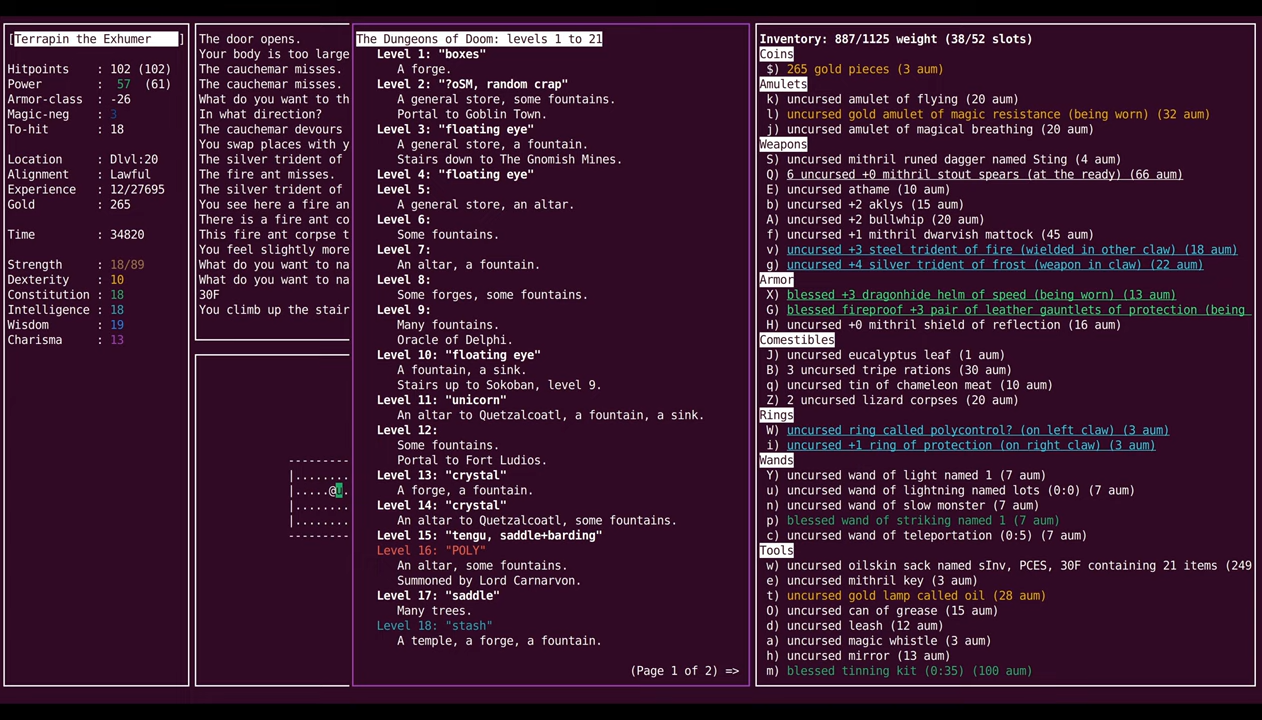 [Terrapin the Exhumer ]
Hitpoints : 102 (102)
Power : 57 (61)
Armor-class : -26
Magic-neg : 3
To-hit : 18
Location : Dlvl:20
Alignment : Lawful
Experience : 12/27695
Gold : 265
Time : 34820
Strength : 18/89
Dexterity : 10
Constitution : 18
Intelligence : 18
Wisdom : 19
Charisma : 13
The door opens.
Your body is too large
The cauchemar misses.
The cauchemar misses.
What do you want to th
In what direction?
The cauchemar devours
You swap places with y
The silver trident of
The fire ant misses.
The silver trident of
You see here a fire an
There is a fire ant co
This fire ant corpse t
You feel slightly more
What do you want to na
What do you want to na
30F
You climb up the stair
---------
|.......
|.....@u.
|........
|........
---------
The Dungeons of Doom: levels 1 to 21
Level 1: "boxes"
A forge.
Level 2: "?oSM, random crap"
A general store, some fountains.
Portal to Goblin Town.
Level 3: "floating eye"
A general store, a fountain.
Stairs down to The Gnomish Mines.
Level 4: "floating eye"
Level 5:
A general store, an altar.
Level 6:
Some fountains.
Level 7:
An altar, a fountain.
Level 8:
Some forges, some fountains.
Level 9:
Many fountains.
Oracle of Delphi.
Level 10: "floating eye"
A fountain, a sink.
Stairs up to Sokoban, level 9.
Level 11: "unicorn"
An altar to Quetzalcoatl, a fountain, a sink.
Level 12:
Some fountains.
Portal to Fort Ludios.
Level 13: "crystal"
A forge, a fountain.
Level 14: "crystal"
An altar to Quetzalcoatl, some fountains.
Level 15: "tengu, saddle+barding"
Level 16: "POLY"
An altar, some fountains.
Summoned by Lord Carnarvon.
Level 17: "saddle"
Many trees.
Level 18: "stash"
A temple, a forge, a fountain.
(Page 1 of 2) =>
Inventory: 887/1125 weight (38/52 slots)
Coins
$) 265 gold pieces (3 aum)
Amulets
k) uncursed amulet of flying (20 aum)
l) uncursed gold amulet of magic resistance (being worn) (32 aum)
j) uncursed amulet of magical breathing (20 aum)
Weapons
S) uncursed mithril runed dagger named Sting (4 aum)
Q) 6 uncursed +0 mithril stout spears (at the ready) (66 aum)
E) uncursed athame (10 aum)
b) uncursed +2 aklys (15 aum)
A) uncursed +2 bullwhip (20 aum)
f) uncursed +1 mithril dwarvish mattock (45 aum)
v) uncursed +3 steel trident of fire (wielded in other claw) (18 aum)
g) uncursed +4 silver trident of frost (weapon in claw) (22 aum)
Armor
X) blessed +3 dragonhide helm of speed (being worn) (13 aum)
G) blessed fireproof +3 pair of leather gauntlets of protection (being
H) uncursed +0 mithril shield of reflection (16 aum)
Comestibles
J) uncursed eucalyptus leaf (1 aum)
B) 3 uncursed tripe rations (30 aum)
q) uncursed tin of chameleon meat (10 aum)
Z) 2 uncursed lizard corpses (20 aum)
Rings
W) uncursed ring called polycontrol? (on left claw) (3 aum)
i) uncursed +1 ring of protection (on right claw) (3 aum)
Wands
Y) uncursed wand of light named 1 (7 aum)
u) uncursed wand of lightning named lots (0:0) (7 aum)
n) uncursed wand of slow monster (7 aum)
p) blessed wand of striking named 1 (7 aum)
c) uncursed wand of teleportation (0:5) (7 aum)
Tools
w) uncursed oilskin sack named sInv, PCES, 30F containing 21 items (249
e) uncursed mithril key (3 aum)
t) uncursed gold lamp called oil (28 aum)
O) uncursed can of grease (15 aum)
d) uncursed leash (12 aum)
a) uncursed magic whistle (3 aum)
h) uncursed mirror (13 aum)
m) blessed tinning kit (0:35) (100 aum)